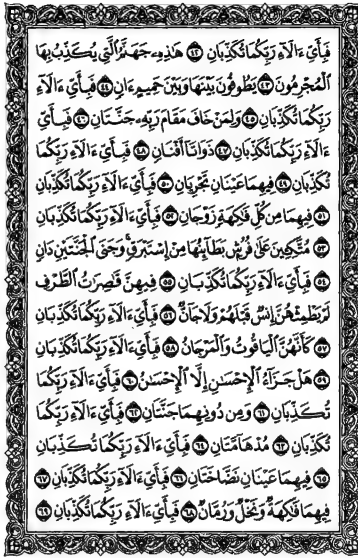 فَبِأَيِّ ءَالَآءِ رَبِّكُمَا تُكَذِّبَانِ ٤٢ هَٰذِهِۦ جَهَنَّمُ ٱلَّتِي يُكَذِّبُ بِهَا
ٱلْمُجْرِمُونَ ٤٣ يَطُوفُونَ بَيْنَهَا وَبَيْنَ حَمِيمٍ ءَانٍ ٤٤ فَبِأَيِّ ءَالَآءِ
رَبِّكُمَا تُكَذِّبَانِ ٤٥ وَلِمَنْ خَافَ مَقَامَ رَبِّهِۦ جَنَّتَانِ ٤٦ فَبِأَيِّ
ءَالَآءِ رَبِّكُمَا تُكَذِّبَانِ ٤٧ ذَوَاتَآ أَفْنَانٍ ٤٨ فَبِأَيِّ ءَالَآءِ رَبِّكُمَا
تُكَذِّبَانِ ٤٩ فِيهِمَا عَيْنَانِ تَجْرِيَانِ ٥٠ فَبِأَيِّ ءَالَآءِ رَبِّكُمَا تُكَذِّبَانِ
٥١ فِيهِمَا مِن كُلِّ فَٰكِهَةٍ زَوْجَانِ ٥٢ فَبِأَيِّ ءَالَآءِ رَبِّكُمَا تُكَذِّبَانِ
٥٣ مُتَّكِـِٔينَ عَلَىٰ فُرُشٍۭ بَطَآئِنُهَا مِنْ إِسْتَبْرَقٍ ۚ وَجَنَى ٱلْجَنَّتَيْنِ دَانٍ
٥٤ فَبِأَيِّ ءَالَآءِ رَبِّكُمَا تُكَذِّبَانِ ٥٥ فِيهِنَّ قَٰصِرَٰتُ ٱلطَّرْفِ
لَمْ يَطْمِثْهُنَّ إِنسٌ قَبْلَهُمْ وَلَا جَآنٌّ ٥٦ فَبِأَيِّ ءَالَآءِ رَبِّكُمَا تُكَذِّبَانِ
٥٧ كَأَنَّهُنَّ ٱلْيَاقُوتُ وَٱلْمَرْجَانُ ٥٨ فَبِأَيِّ ءَالَآءِ رَبِّكُمَا تُكَذِّبَانِ
٥٩ هَلْ جَزَآءُ ٱلْإِحْسَٰنِ إِلَّا ٱلْإِحْسَٰنُ ٦٠ فَبِأَيِّ ءَالَآءِ رَبِّكُمَا
تُكَذِّبَانِ ٦١ وَمِن دُونِهِمَا جَنَّتَانِ ٦٢ فَبِأَيِّ ءَالَآءِ رَبِّكُمَا
تُكَذِّبَانِ ٦٣ مُدْهَآمَّتَانِ ٦٤ فَبِأَيِّ ءَالَآءِ رَبِّكُمَا تُكَذِّبَانِ
٦٥ فِيهِمَا عَيْنَانِ نَضَّاخَتَانِ ٦٦ فَبِأَيِّ ءَالَآءِ رَبِّكُمَا تُكَذِّبَانِ ٦٧
فِيهِمَا فَٰكِهَةٌ وَنَخْلٌ وَرُمَّانٌ ٦٨ فَبِأَيِّ ءَالَآءِ رَبِّكُمَا تُكَذِّبَانِ ٦٩